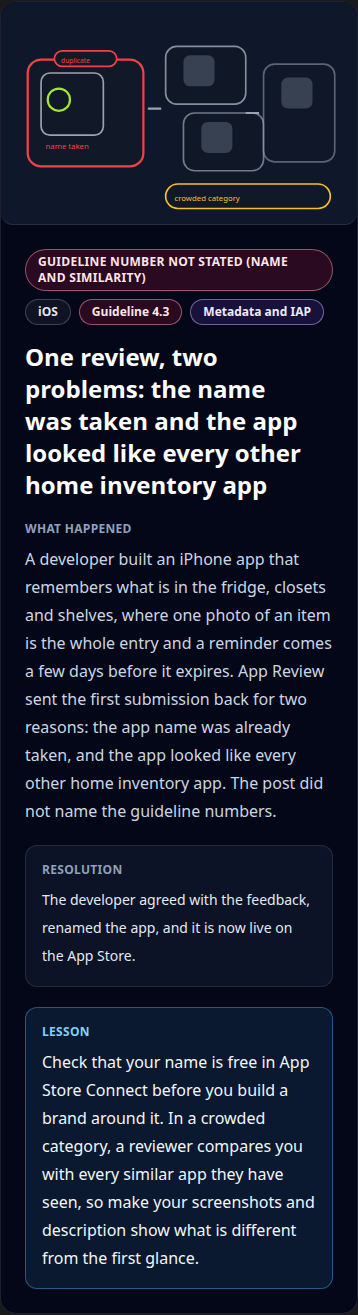 duplicate
name taken
crowded category
GUIDELINE NUMBER NOT STATED (NAME
AND SIMILARITY)
iOS
Guideline 4.3
Metadata and IAP
One review, two
problems: the name
was taken and the app
looked like every other
home inventory app
WHAT HAPPENED
A developer built an iPhone app that
remembers what is in the fridge, closets
and shelves, where one photo of an item
is the whole entry and a reminder comes
a few days before it expires. App Review
sent the first submission back for two
reasons: the app name was already
taken, and the app looked like every
other home inventory app. The post did
not name the guideline numbers.
RESOLUTION
The developer agreed with the feedback,
renamed the app, and it is now live on
the App Store.
LESSON
Check that your name is free in App
Store Connect before you build a
brand around it. In a crowded
category, a reviewer compares you
with every similar app they have
seen, so make your screenshots and
description show what is different
from the first glance.